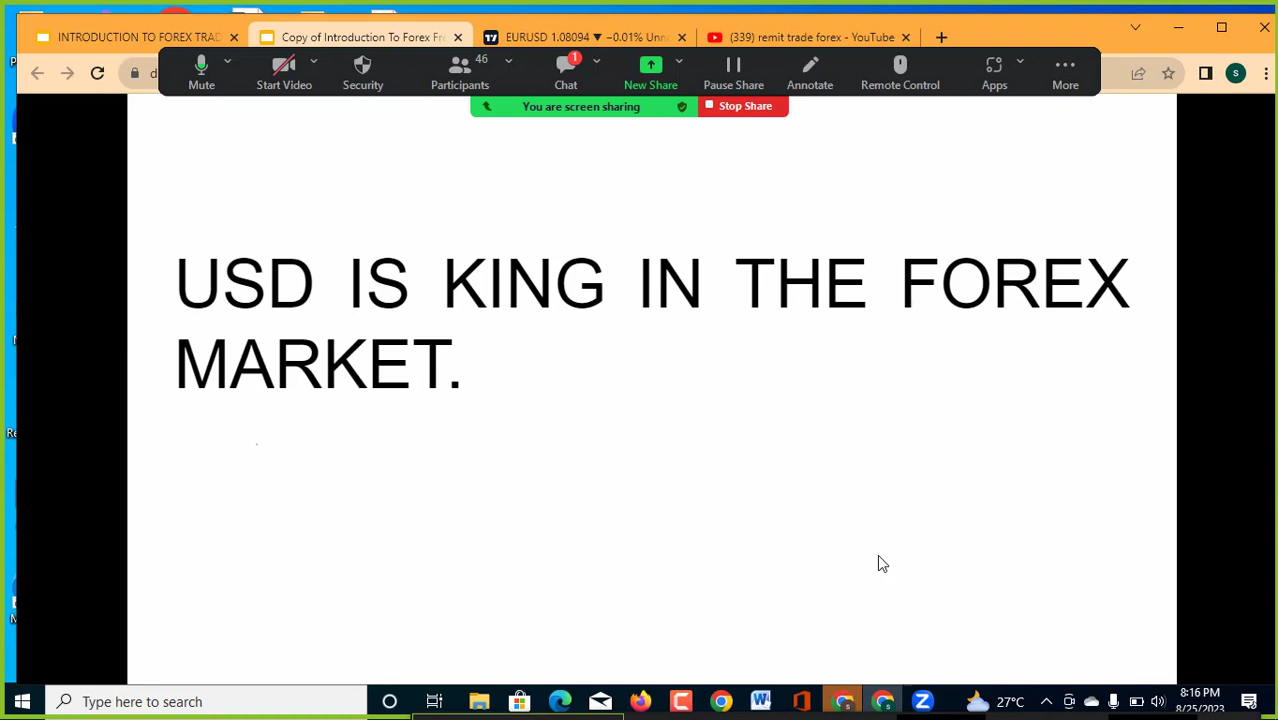 INTRODUCTION TO FOREX TRAD
Copy of Introduction To Forex Fr
EURUSD 1.08094 ▼ −0.01% Unn
(339) remit trade forex - YouTube
Mute
Start Video
Security
46
Participants
1
Chat
New Share
Pause Share
Annotate
Remote Control
Apps
More
S
You are screen sharing
Stop Share
USD IS KING IN THE FOREX
MARKET.
Type here to search
27°C
8:16 PM
8/25/2023